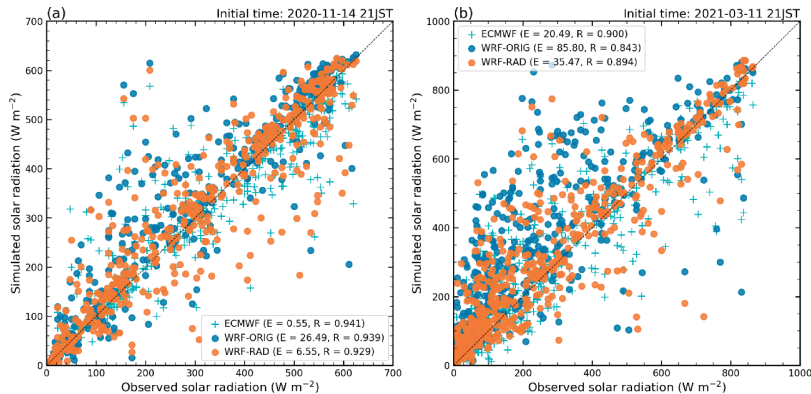 (a)
Initial time: 2020-11-14 21JST
700
600
500
400
300
200
100
0
Simulated solar radiation (W m−2)
ECMWF (E = 0.55, R = 0.941)
WRF-ORIG (E = 26.49, R = 0.939)
WRF-RAD (E = 6.55, R = 0.929)
0 100 200 300 400 500 600 700
Observed solar radiation (W m−2)
(b)
Initial time: 2021-03-11 21JST
1000
800
600
400
200
0
Simulated solar radiation (W m−2)
ECMWF (E = 20.49, R = 0.900)
WRF-ORIG (E = 85.80, R = 0.843)
WRF-RAD (E = 35.47, R = 0.894)
0 200 400 600 800 1000
Observed solar radiation (W m−2)